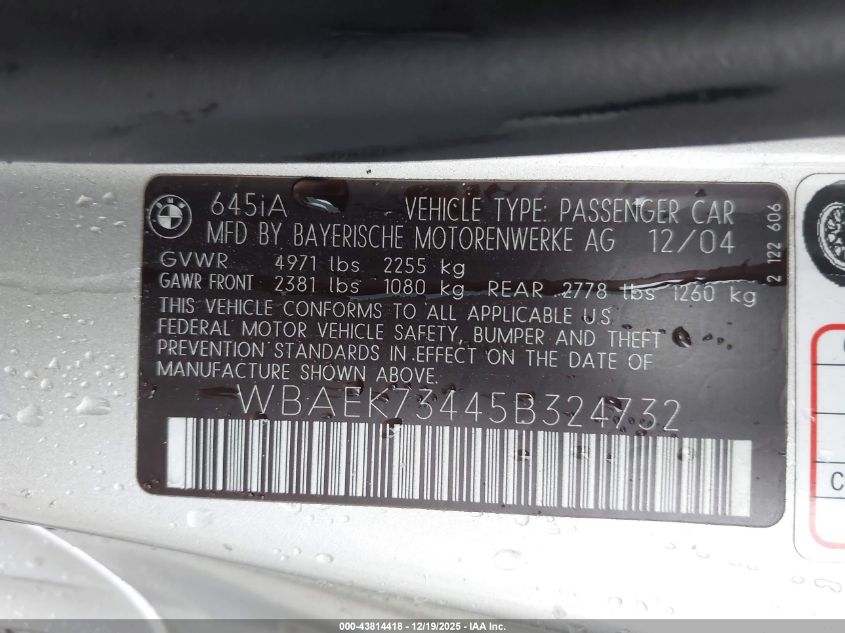 645iA VEHICLE TYPE: PASSENGER CAR
MFD BY BAYERISCHE MOTORENWERKE AG 12/04
GVWR 4971 lbs 2255 kg
GAWR FRONT 2381 lbs 1080 kg REAR 2778 lbs 1260 kg
THIS VEHICLE CONFORMS TO ALL APPLICABLE U.S
FEDERAL MOTOR VEHICLE SAFETY, BUMPER AND THEFT
PREVENTION STANDARDS IN EFFECT ON THE DATE OF
MANUFACTURE SHOWN ABOVE.
WBAEK73445B324732
2 122 606
C
000-43814418 - 12/19/2025 - IAA Inc.